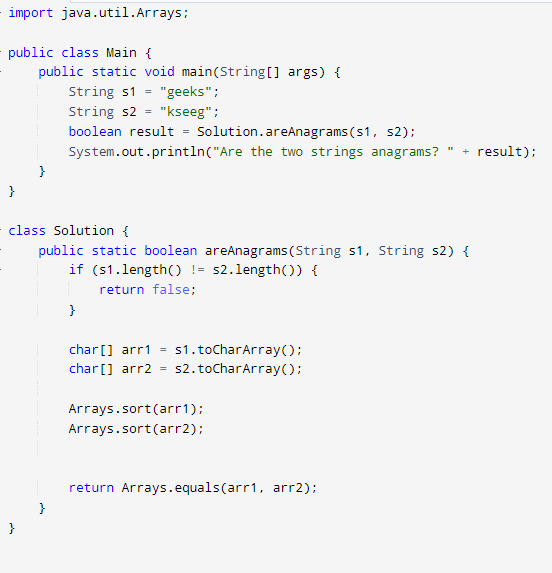 import java.util.Arrays;
public class Main {
public static void main(String[] args) {
String s1 = "geeks";
String s2 = "kseeg";
boolean result = Solution.areAnagrams(s1, s2);
System.out.println("Are the two strings anagrams? " + result);
}
}
class Solution {
public static boolean areAnagrams(String s1, String s2) {
if (s1.length() != s2.length()) {
return false;
}
char[] arr1 = s1.toCharArray();
char[] arr2 = s2.toCharArray();
Arrays.sort(arr1);
Arrays.sort(arr2);
return Arrays.equals(arr1, arr2);
}
}